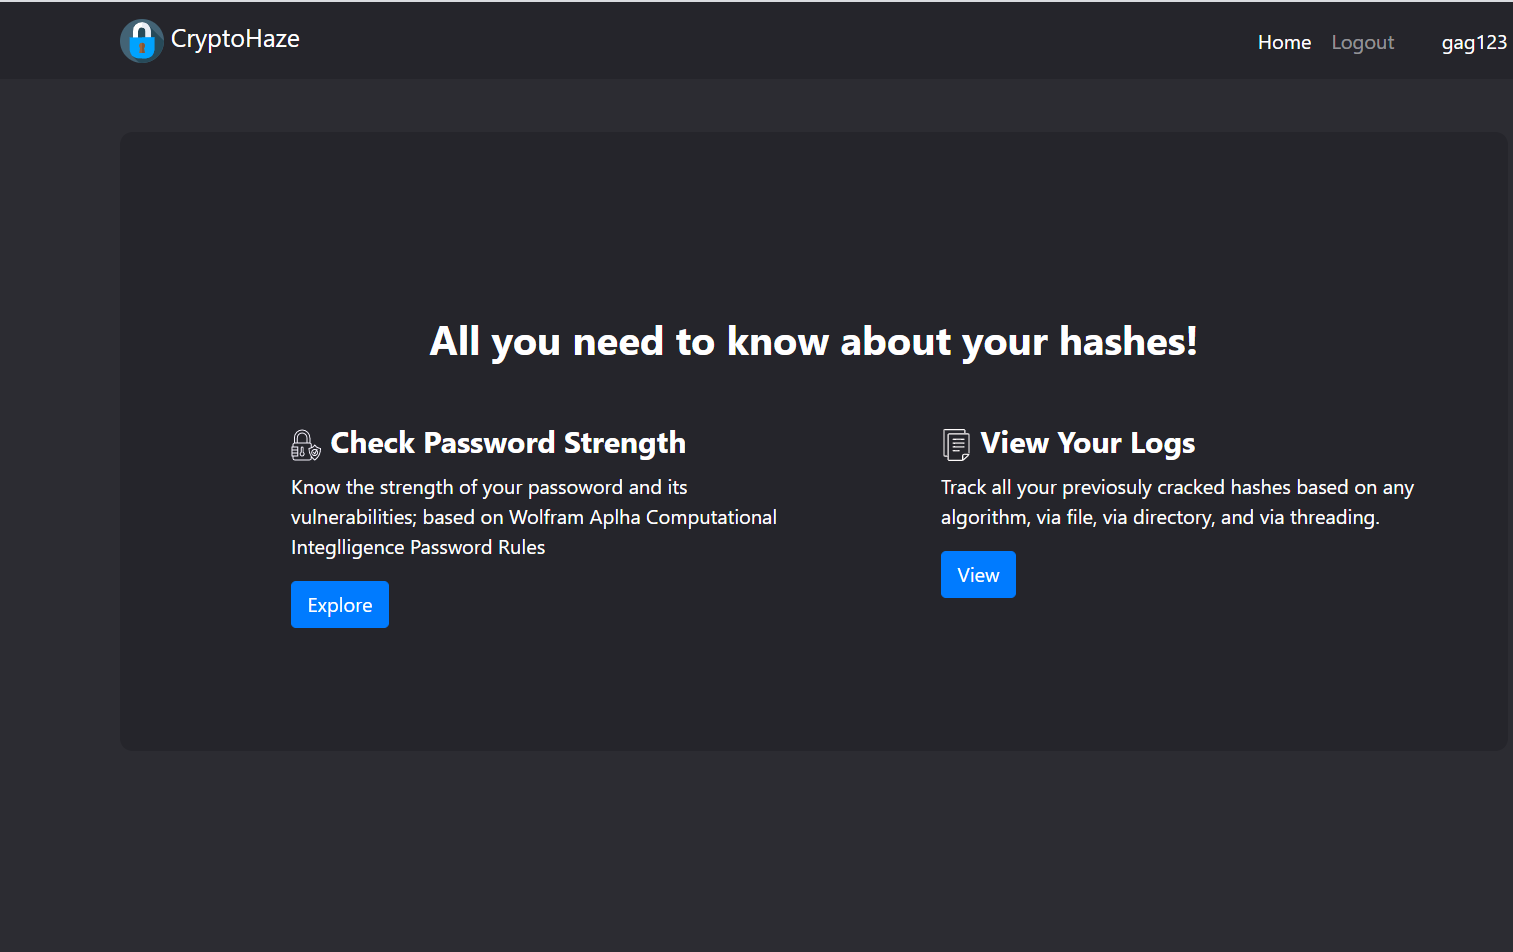 CryptoHaze
Home Logout gag123
All you need to know about your hashes!
Check Password Strength
Know the strength of your passoword and its
vulnerabilities; based on Wolfram Aplha Computational
Integlligence Password Rules
Explore
View Your Logs
Track all your previosuly cracked hashes based on any
algorithm, via file, via directory, and via threading.
View